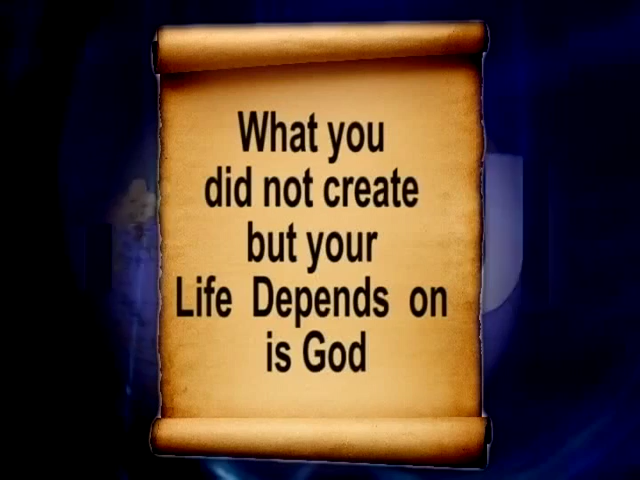 What you
did not create
but your
Life Depends on
is God